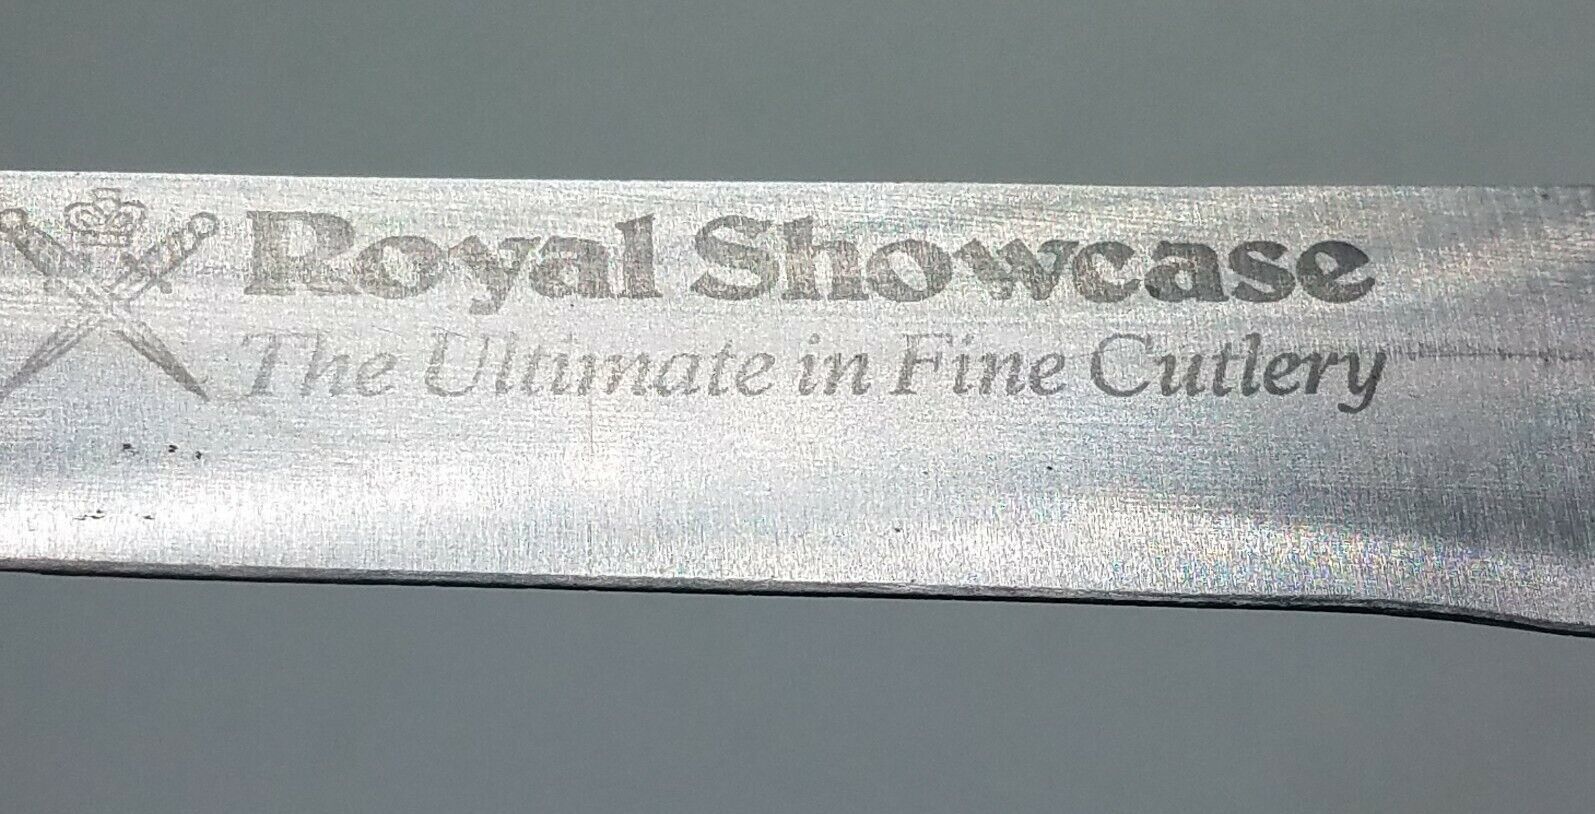 Royal Showcase
The Ultimate in Fine Cutlery